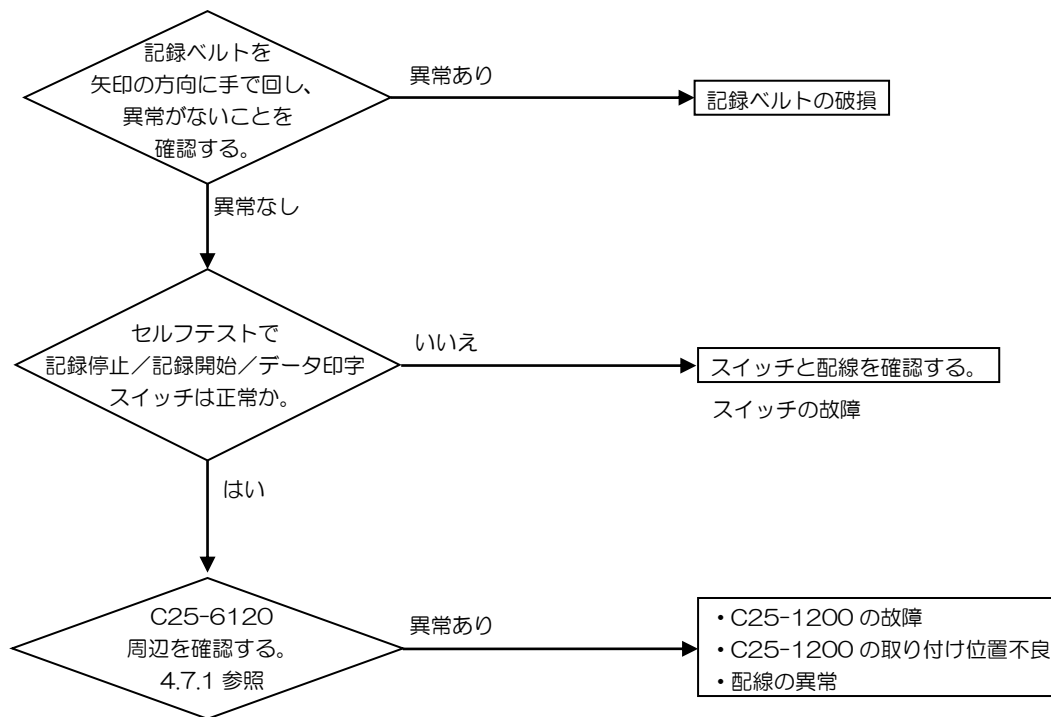 記録ベルトを
矢印の方向に手で回し、
異常がないことを
確認する。
異常あり
記録ベルトの破損
異常なし
セルフテストで
記録停止／記録開始／データ印字
スイッチは正常か。
いいえ
スイッチと配線を確認する。
スイッチの故障
はい
C25-6120
周辺を確認する。
4.7.1 参照
異常あり
・C25-1200 の故障
・C25-1200 の取り付け位置不良
・配線の異常